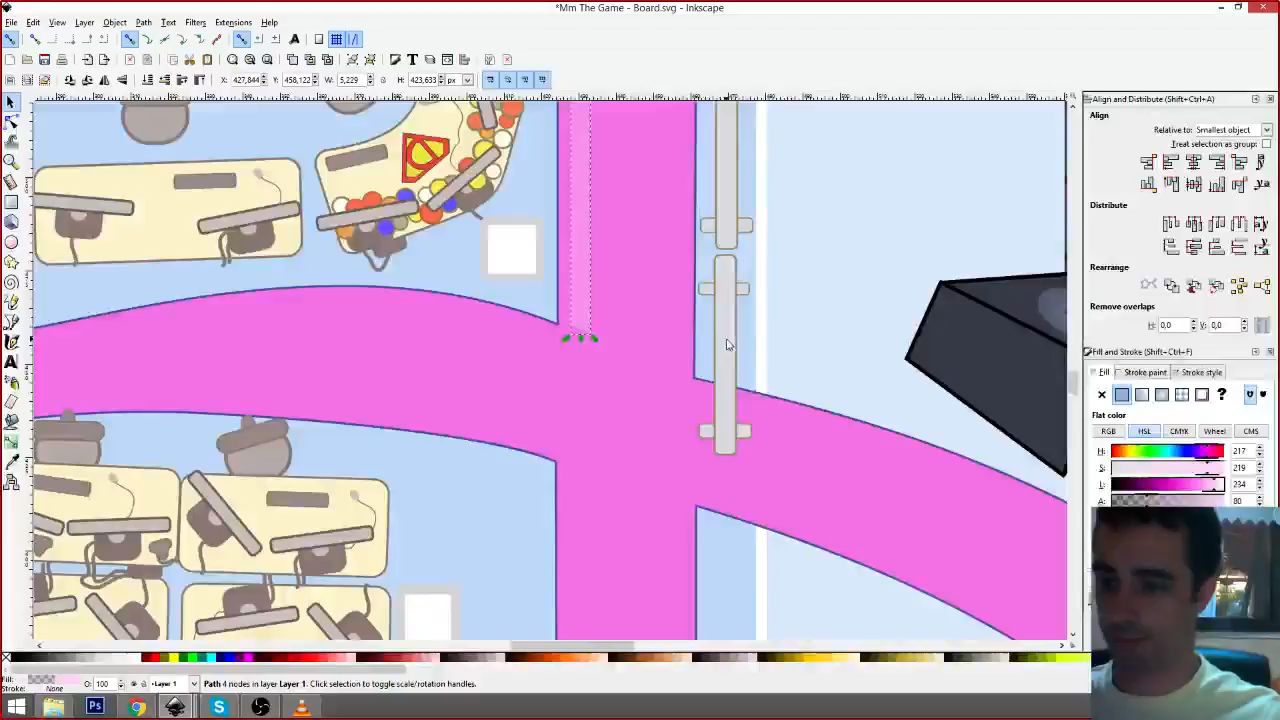 *Mm The Game - Board.svg - Inkscape
File Edit View Layer Object Path Text Filters Extensions Help
X: 427,844 Y: 458,122 W: 5,229 H: 423,633 px
Align and Distribute (Shift+Ctrl+A)
Align
Relative to: Smallest object
Treat selection as group:
Distribute
Rearrange
Remove overlaps
H: 0,0 V: 0,0
Fill and Stroke (Shift+Ctrl+F)
Fill Stroke paint Stroke style
?
Flat color
RGB HSL CMYK Wheel CMS
H: 217
S: 219
L: 234
A: 80
Fill:
Stroke: None
O: 100
Layer 1
Path 4 nodes in layer Layer 1. Click selection to toggle scale/rotation handles.
Ps